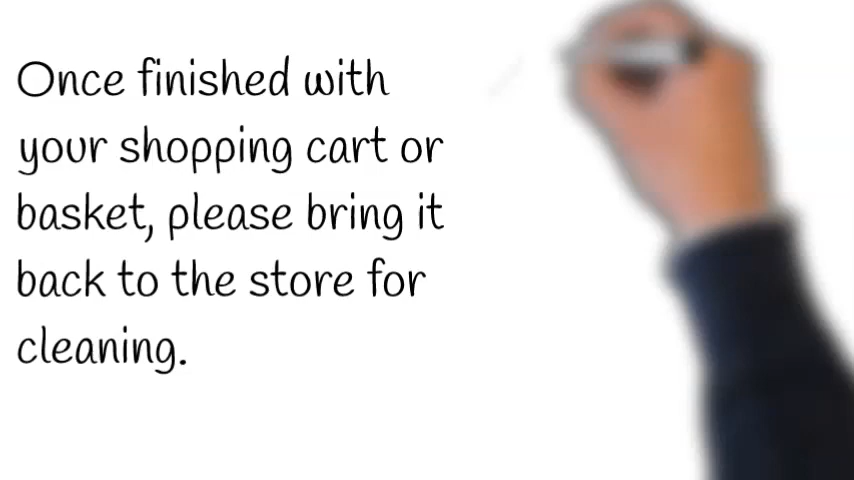 Once finished with
your shopping cart or
basket, please bring it
back to the store for
cleaning.